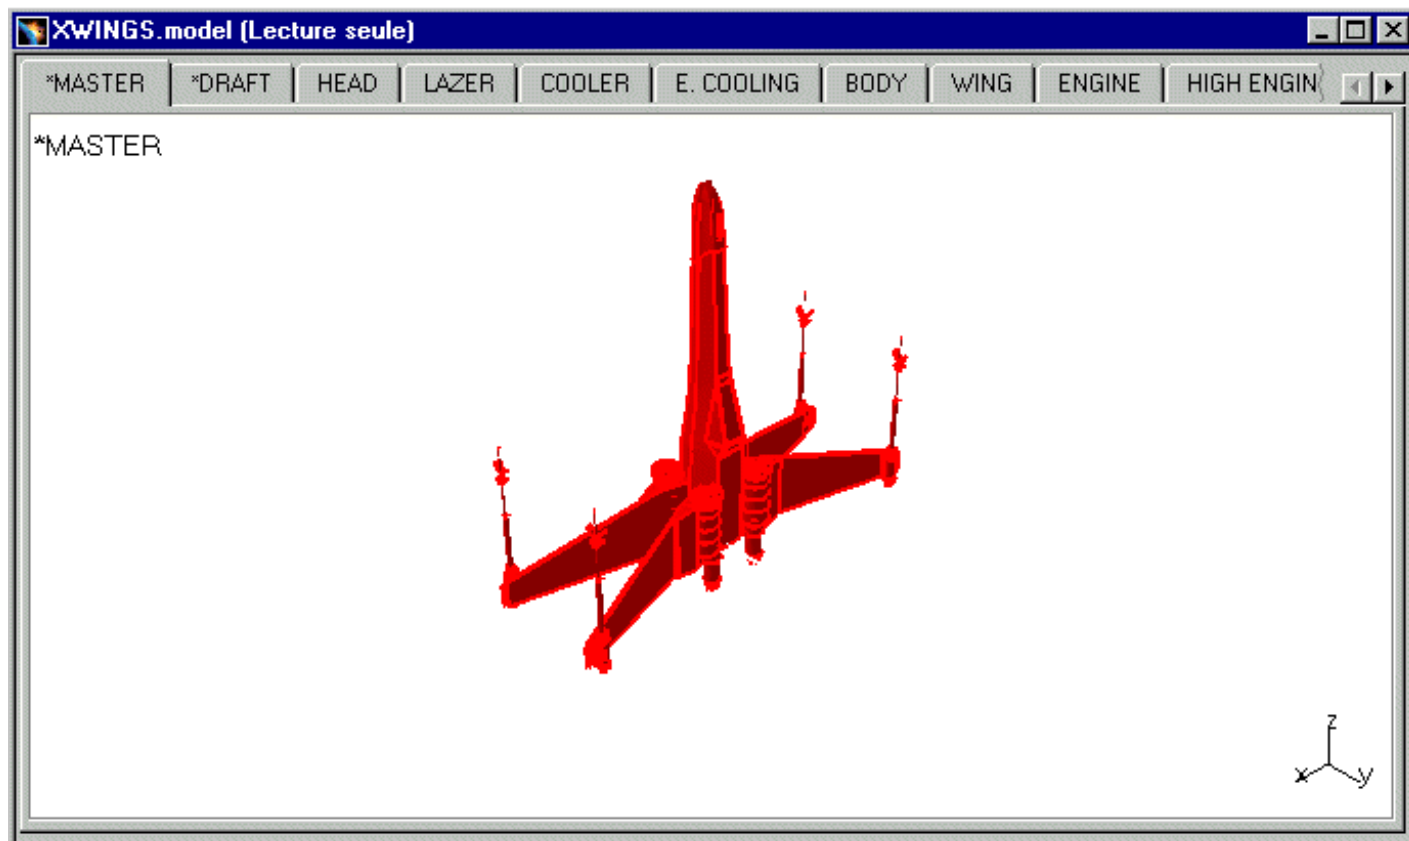 XWINGS.model (Lecture seule)
*MASTER *DRAFT HEAD LAZER COOLER E. COOLING BODY WING ENGINE HIGH ENGIN
*MASTER
z
x y